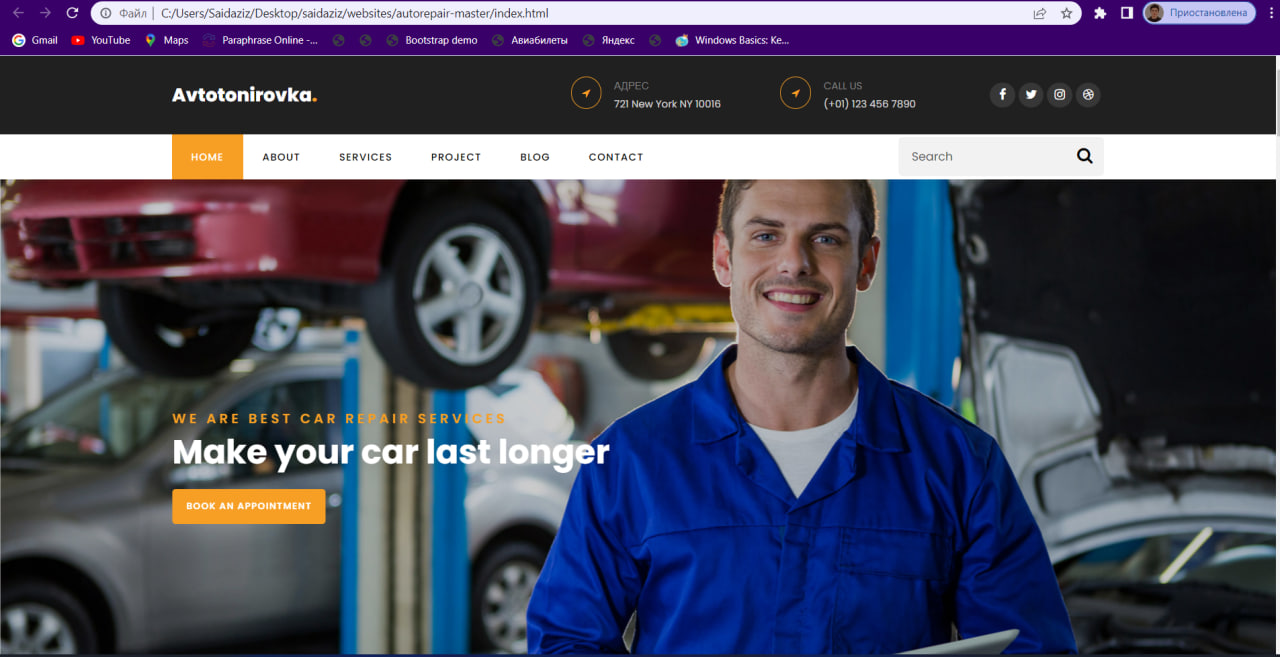 Файл
C:/Users/Saidaziz/Desktop/saidaziz/websites/autorepair-master/index.html
Приостановлена
Gmail
YouTube
Maps
Paraphrase Online -...
Bootstrap demo
Авиабилеты
Яндекс
Windows Basics: Ke...
Avtotonirovka.
АДРЕС
721 New York NY 10016
CALL US
(+01) 123 456 7890
HOME
ABOUT
SERVICES
PROJECT
BLOG
CONTACT
Search
WE ARE BEST CAR REPAIR SERVICES
Make your car last longer
BOOK AN APPOINTMENT